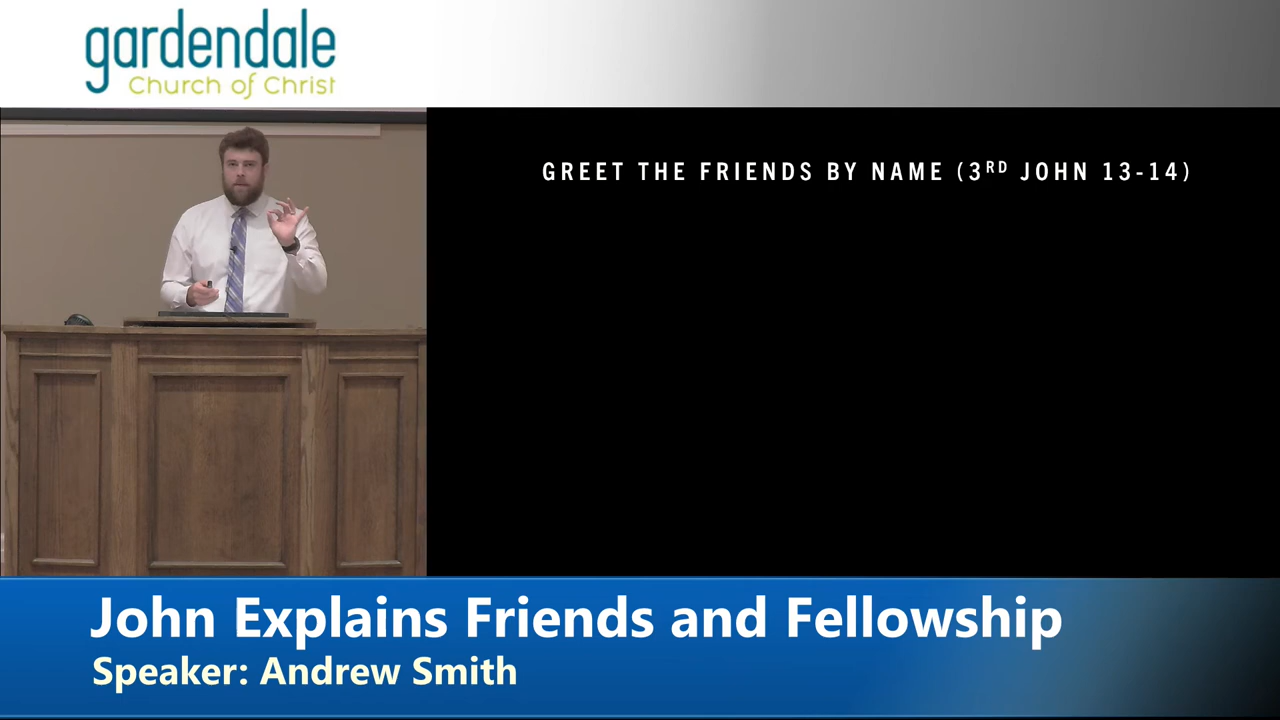 gardendale
Church of Christ
GREET THE FRIENDS BY NAME (3RD JOHN 13-14)
John Explains Friends and Fellowship
Speaker: Andrew Smith